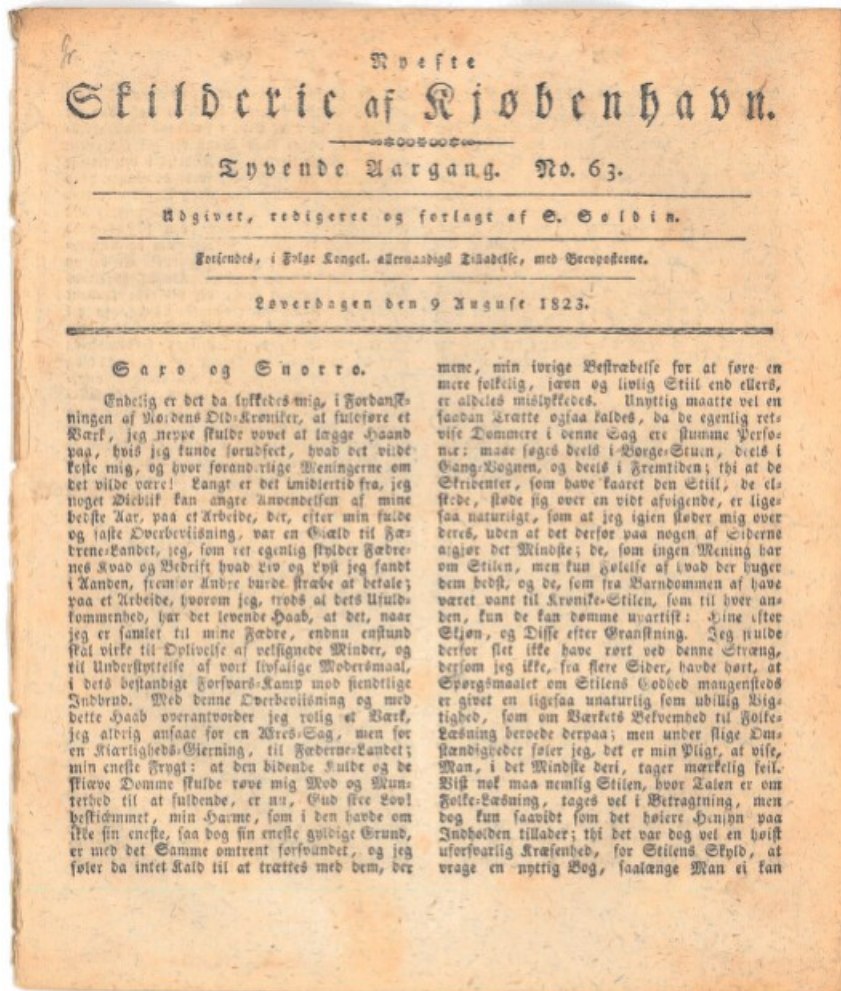 Nyeste
Skilderie af Kjøbenhavn.
Tyvende Aargang. No. 63.
Udgivet, redigeret og forlagt af S. Soldin.
Forsendes, i Følge Kongel. allernaadigst Tilladelse, med Brevposterne.
Løverdagen den 9 August 1823.
Saxo og Snorro.
Endelig er det da lykkedes mig, i Fordansk-
ningen af Nordens Old-Krøniker, at fuldføre et
Værk, jeg neppe skulde vovet at lægge Haand
paa, hvis jeg kunde forudseet, hvad det vilde
koste mig, og hvor foranderlige Meningerne om
det vilde være! Langt er det imidlertid fra, jeg
noget Øieblik kan angre Anvendelsen af mine
bedste Aar, paa et Arbeide, der, efter min fulde
og faste Overbeviisning, var en Giæld til Fæ-
drene-Landet, jeg, som ret egenlig skylder Fædre-
nes Kvad og Bedrift hvad Liv og Lyst jeg fandt
i Aanden, fremfor Andre burde stræbe at betale;
paa et Arbeide, hvorom jeg, trods al dets Ufuld-
kommenhed, har det levende Haab, at det, naar
jeg er samlet til mine Fædre, endnu enstund
skal virke til Oplivelse af velsignede Minder, og
til Understyttelse af vort livsalige Modersmaal,
i dets bestandige Forsvars-Kamp mod fiendtlige
Indbrud. Med denne Overbeviisning og med
dette Haab overantvorder jeg rolig et Værk,
jeg aldrig ansaae for en Æres-Sag, men for
en Kiærligheds-Gierning, til Fæderne-Landet;
min eneste Frygt: at den bidende Kulde og de
skiæve Domme skulde røve mig Mod og Mun-
terhed til at fuldende, er nu, Gud skee Lov!
beskiæmmet, min Harme, som i den havde om
ikke sin eneste, saa dog sin eneste gyldige Grund,
er med det Samme omtrent forsvundet, og jeg
føler da intet Kald til at trættes med dem, der
mene, min ivrige Bestræbelse for at føre en
mere folkelig, jævn og livlig Stiil end ellers,
er aldeles mislykkedes. Unyttig maatte vel en
saadan Trætte ogsaa kaldes, da de egenlig ret-
vise Dommere i denne Sag ere stumme Perso-
ner: maae søges deels i Borge-Stuen, deels i
Gang-Vognen, og deels i Fremtiden; thi at de
Skribenter, som have kaaret den Stiil, de el-
skede, støde sig over en vidt afvigende, er lige-
saa naturligt, som at jeg igien støder mig over
deres, uden at det derfor paa nogen af Siderne
afgjør det Mindste; de, som ingen Mening har
om Stilen, men kun Følelse af hvad der huger
dem bedst, og de, som fra Barndommen af have
været vant til Krønike-Stilen, som til hver an-
den, kun de kan dømme upartisk: Hine efter
Skjøn, og Disse efter Granskning. Jeg vilde
derfor slet ikke have rørt ved denne Stræng,
dersom jeg ikke, fra flere Sider, havde hørt, at
Spørgsmaalet om Stilens Godhed mangensteds
er givet en ligesaa unaturlig som ubillig Vig-
tighed, som om Værkets Bekvemhed til Folke-
Læsning beroede derpaa; men under slige Om-
stændigheder føler jeg, det er min Pligt, at vise,
Man, i det Mindste deri, tager mærkelig feil.
Vist nok maa nemlig Stilen, hvor Talen er om
Folke-Læsning, tages vel i Betragtning, men
dog kun saavidt som det høiere Hensyn paa
Indholden tillader; thi det var dog vel en høist
uforsvarlig Kræsenhed, for Stilens Skyld, at
vrage en nyttig Bog, saalænge Man ei kan